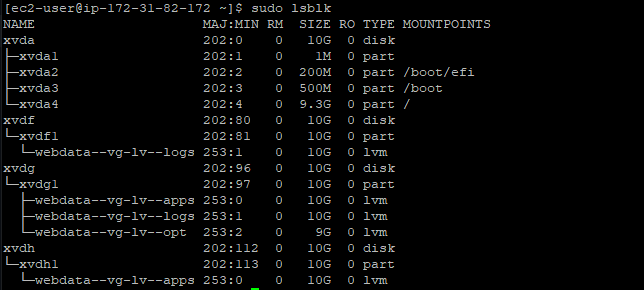 [ec2-user@ip-172-31-82-172 ~]$ sudo lsblk
NAME                        MAJ:MIN RM  SIZE RO TYPE MOUNTPOINTS
xvda                        202:0    0   10G  0 disk
├─xvda1                     202:1    0    1M  0 part
├─xvda2                     202:2    0  200M  0 part /boot/efi
├─xvda3                     202:3    0  500M  0 part /boot
└─xvda4                     202:4    0  9.3G  0 part /
xvdf                        202:80   0   10G  0 disk
└─xvdf1                     202:81   0   10G  0 part
  └─webdata--vg-lv--logs    253:1    0   10G  0 lvm
xvdg                        202:96   0   10G  0 disk
└─xvdg1                     202:97   0   10G  0 part
  ├─webdata--vg-lv--apps    253:0    0   10G  0 lvm
  ├─webdata--vg-lv--logs    253:1    0   10G  0 lvm
  └─webdata--vg-lv--opt     253:2    0    9G  0 lvm
xvdh                        202:112  0   10G  0 disk
└─xvdh1                     202:113  0   10G  0 part
  └─webdata--vg-lv--apps    253:0    0   10G  0 lvm